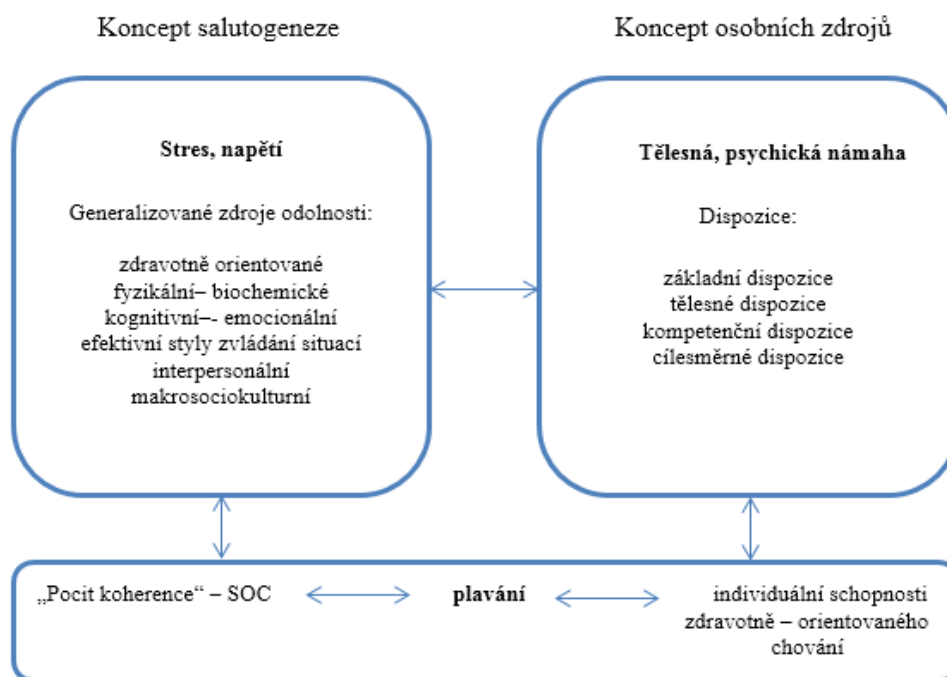 Koncept salutogeneze
Stres, napětí
Generalizované zdroje odolnosti:
zdravotně orientované
fyzikální– biochemické
kognitivní–- emocionální
efektivní styly zvládání situací
interpersonální
makrosociokulturní
Koncept osobních zdrojů
Tělesná, psychická námaha
Dispozice:
základní dispozice
tělesné dispozice
kompetenční dispozice
cílesměrné dispozice
„Pocit koherence“ – SOC
plavání
individuální schopnosti
zdravotně – orientovaného
chování